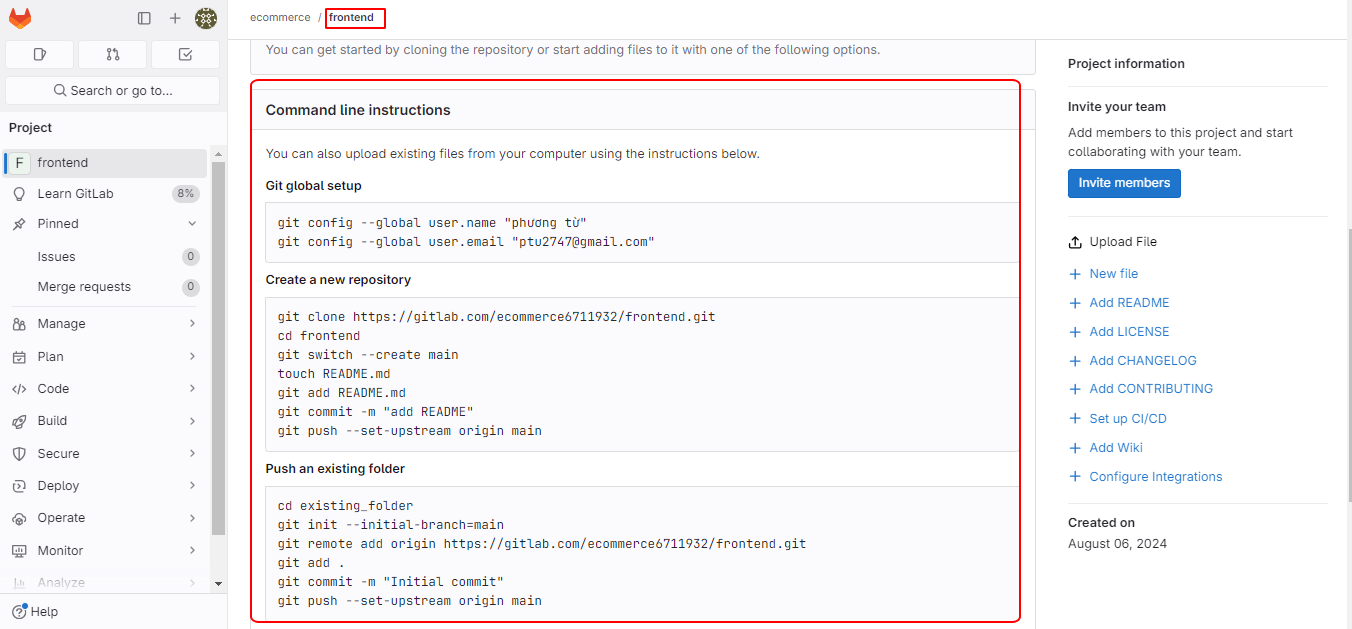 ecommerce / frontend
Search or go to...
Project
F frontend
Learn GitLab 8%
Pinned
Issues 0
Merge requests 0
Manage
Plan
Code
Build
Secure
Deploy
Operate
Monitor
Analyze
Help
You can get started by cloning the repository or start adding files to it with one of the following options.
Command line instructions
You can also upload existing files from your computer using the instructions below.
Git global setup
git config --global user.name "phương từ"
git config --global user.email "ptu2747@gmail.com"
Create a new repository
git clone https://gitlab.com/ecommerce6711932/frontend.git
cd frontend
git switch --create main
touch README.md
git add README.md
git commit -m "add README"
git push --set-upstream origin main
Push an existing folder
cd existing_folder
git init --initial-branch=main
git remote add origin https://gitlab.com/ecommerce6711932/frontend.git
git add .
git commit -m "Initial commit"
git push --set-upstream origin main
Project information
Invite your team
Add members to this project and start
collaborating with your team.
Invite members
Upload File
New file
Add README
Add LICENSE
Add CHANGELOG
Add CONTRIBUTING
Set up CI/CD
Add Wiki
Configure Integrations
Created on
August 06, 2024